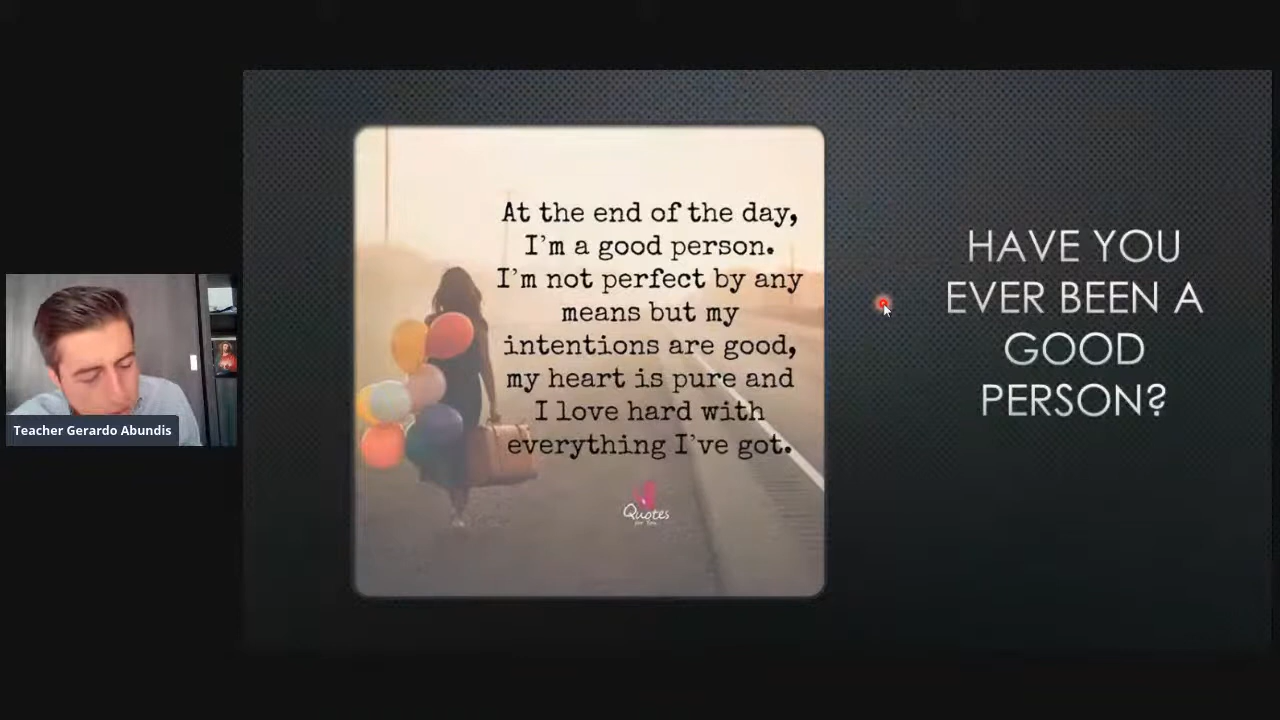 At the end of the day,
I'm a good person.
I'm not perfect by any
means but my
intentions are good,
my heart is pure and
I love hard with
everything I've got.
Quotes
for You
HAVE YOU
EVER BEEN A
GOOD
PERSON?
Teacher Gerardo Abundis